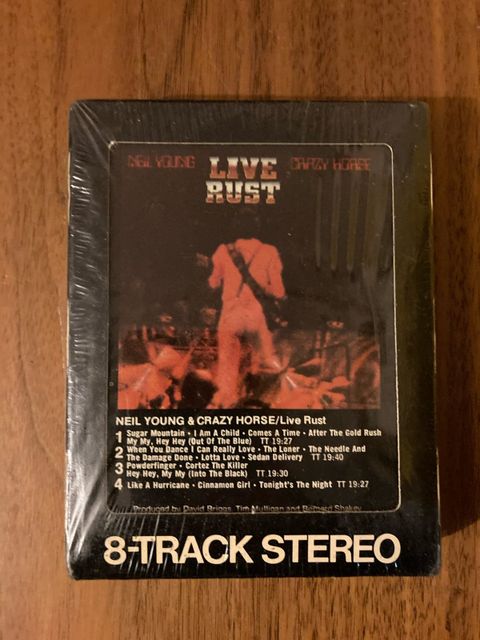 NEIL YOUNG LIVE RUST CRAZY HORSE
NEIL YOUNG & CRAZY HORSE/Live Rust
1 Sugar Mountain • I Am A Child • Comes A Time • After The Gold Rush
My My, Hey Hey (Out Of The Blue) TT 19:27
2 When You Dance I Can Really Love • The Loner • The Needle And
The Damage Done • Lotta Love • Sedan Delivery TT 19:40
3 Powderfinger • Cortez The Killer
Hey Hey, My My (Into The Black) TT 19:30
4 Like A Hurricane • Cinnamon Girl • Tonight's The Night TT 19:27
Produced by David Briggs, Tim Mulligan and Bernard Shakey
8-TRACK STEREO